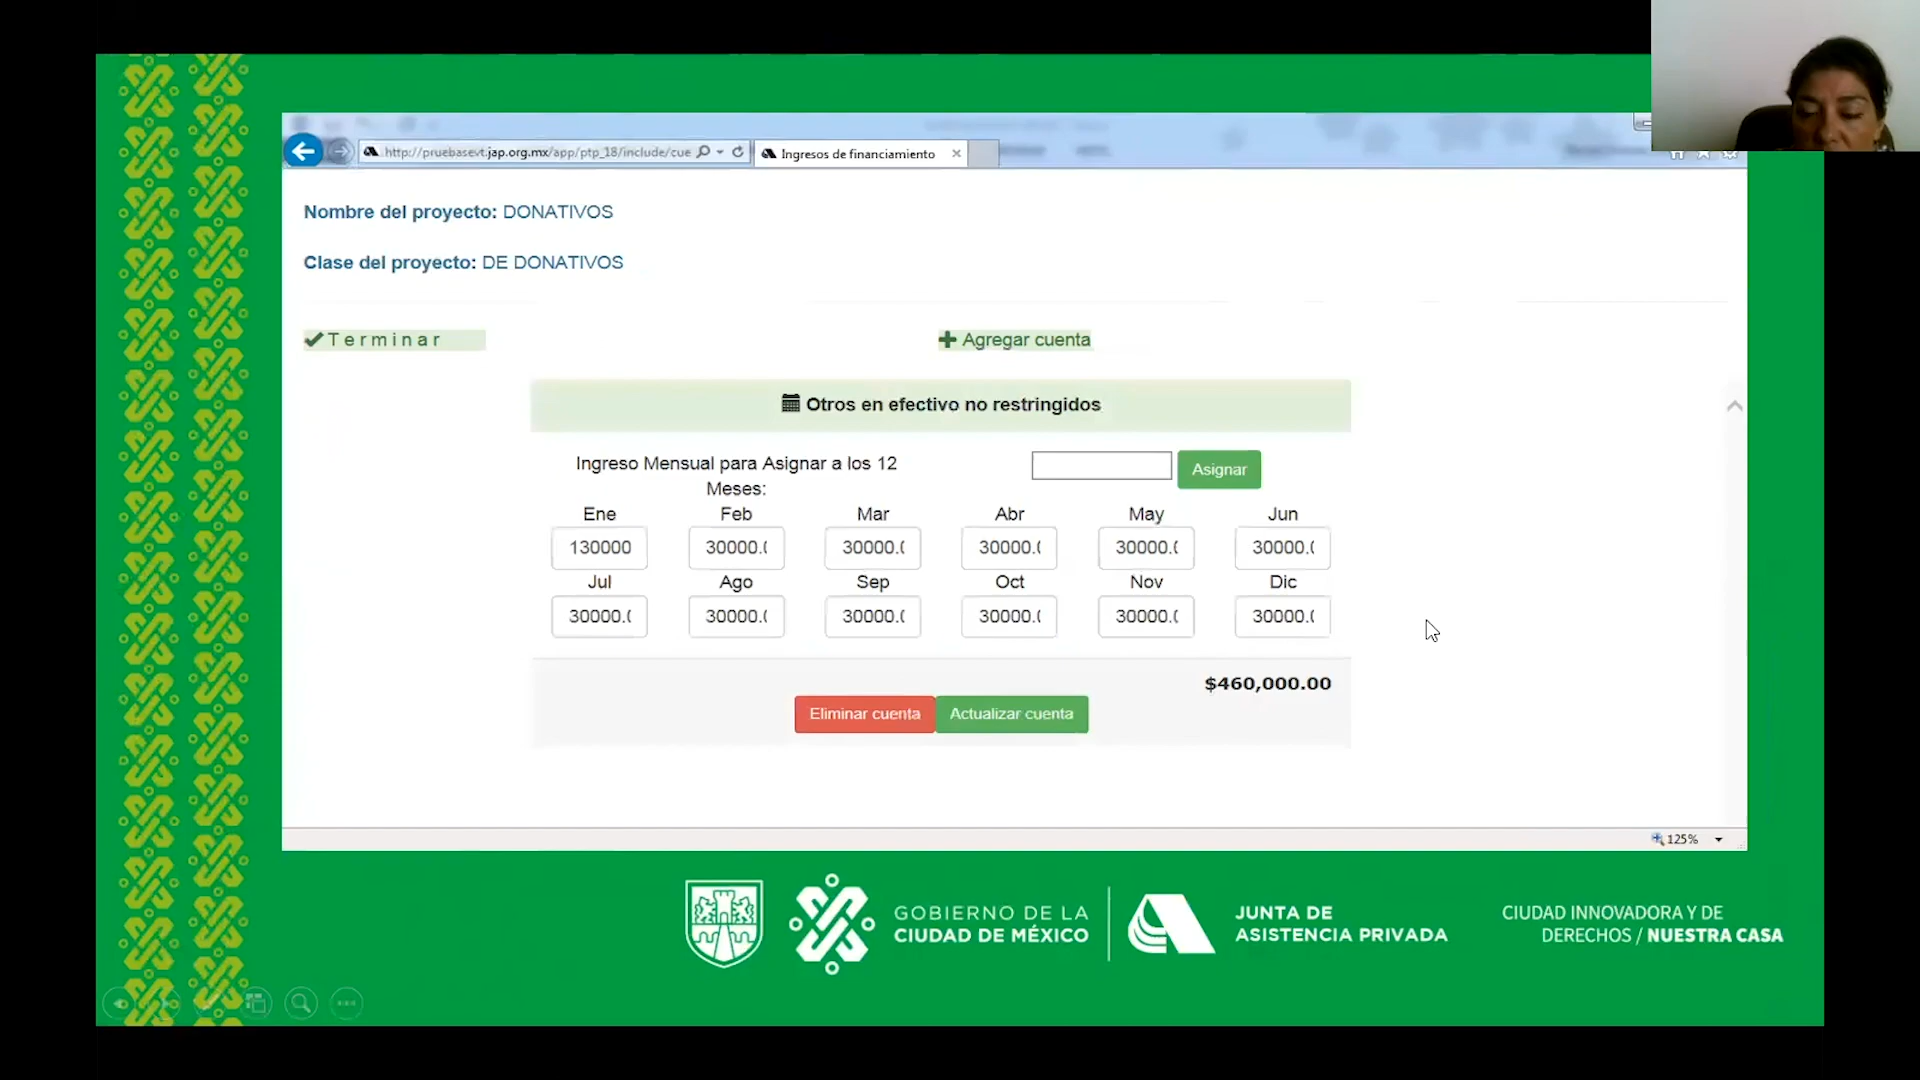 http://pruebasevt.jap.org.mx/app/ptp_18/include/cue
Ingresos de financiamiento
Nombre del proyecto: DONATIVOS
Clase del proyecto: DE DONATIVOS
Terminar
Agregar cuenta
Otros en efectivo no restringidos
Ingreso Mensual para Asignar a los 12 Meses:
Asignar
Ene Feb Mar Abr May Jun
130000 30000.( 30000.( 30000.( 30000.( 30000.(
Jul Ago Sep Oct Nov Dic
30000.( 30000.( 30000.( 30000.( 30000.( 30000.(
$460,000.00
Eliminar cuenta Actualizar cuenta
125%
GOBIERNO DE LA
CIUDAD DE MÉXICO
JUNTA DE
ASISTENCIA PRIVADA
CIUDAD INNOVADORA Y DE
DERECHOS / NUESTRA CASA